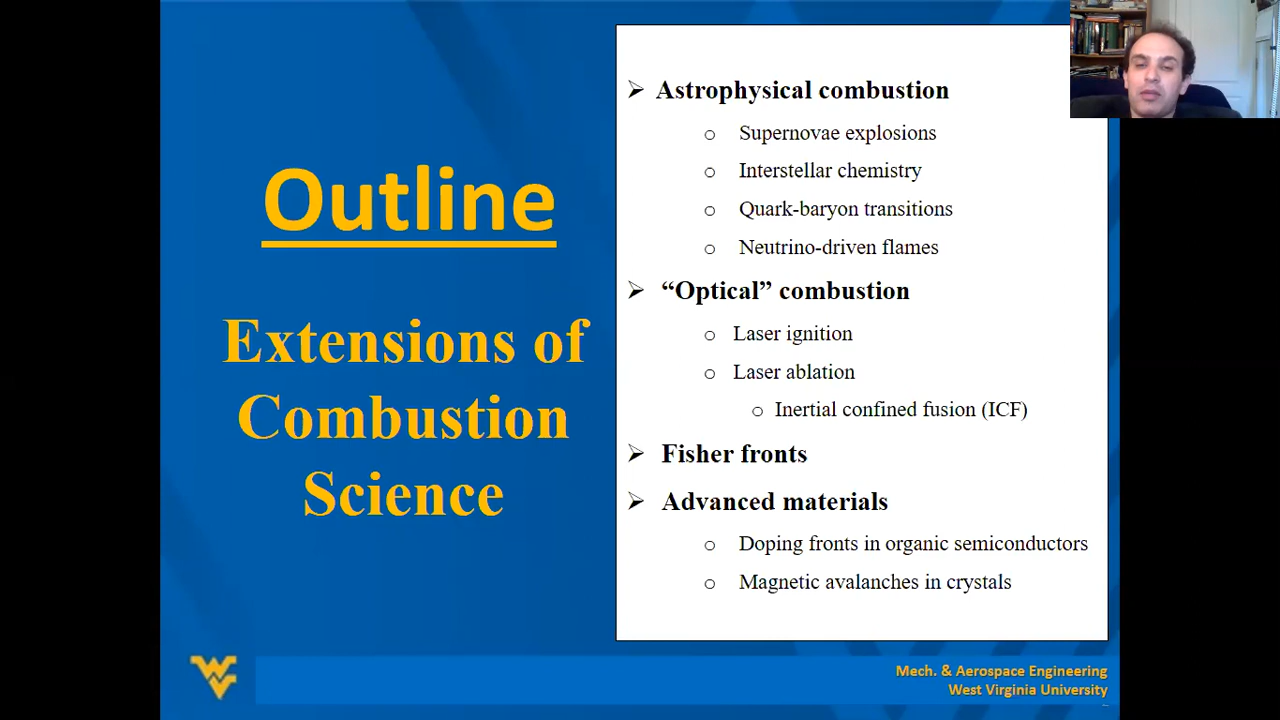 Outline
Extensions of
Combustion
Science
➢ Astrophysical combustion
o Supernovae explosions
o Interstellar chemistry
o Quark-baryon transitions
o Neutrino-driven flames
➢ “Optical” combustion
o Laser ignition
o Laser ablation
o Inertial confined fusion (ICF)
➢ Fisher fronts
➢ Advanced materials
o Doping fronts in organic semiconductors
o Magnetic avalanches in crystals
WV
Mech. & Aerospace Engineering
West Virginia University